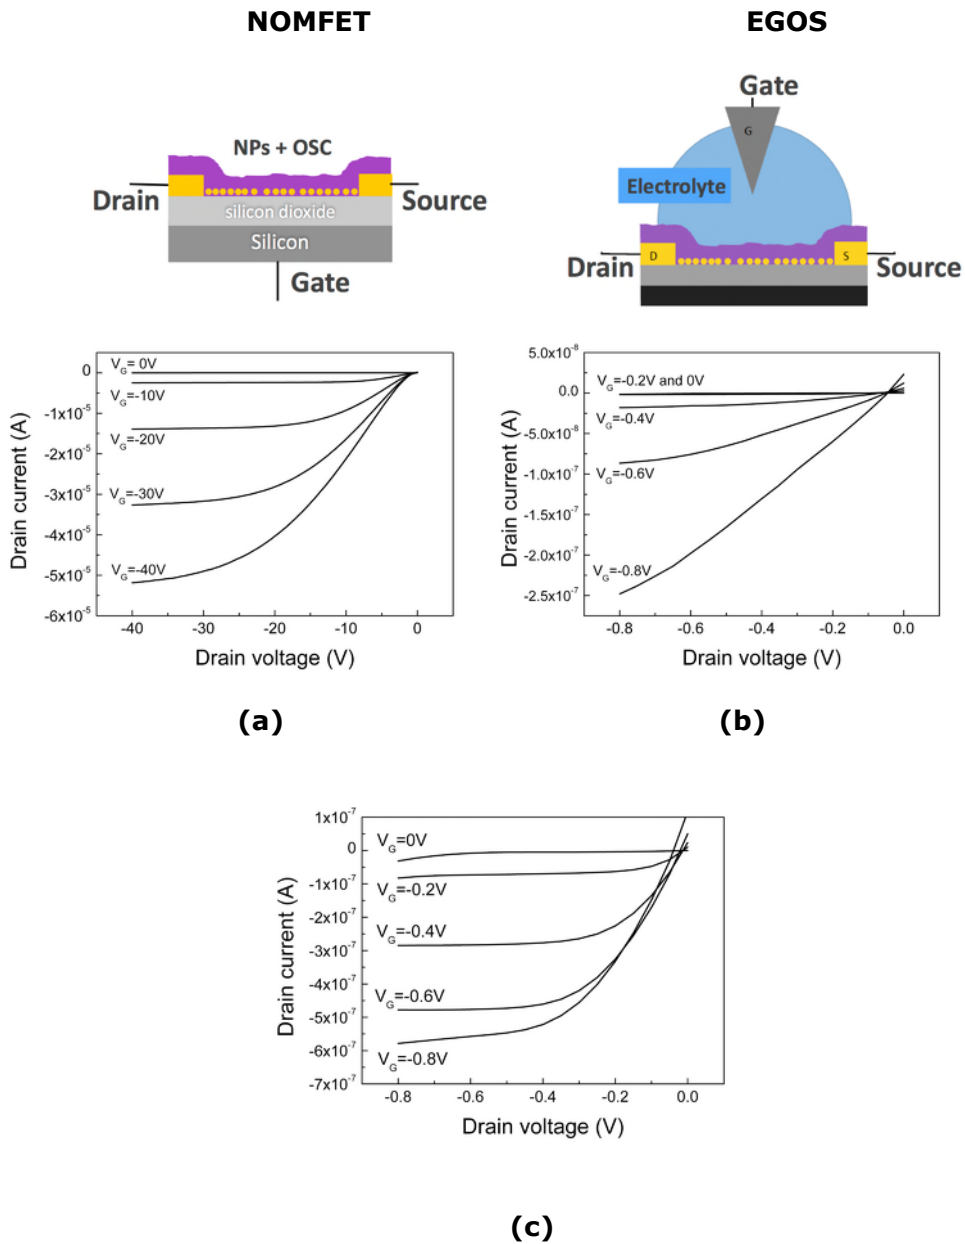 NOMFET
EGOS
NPs + OSC
Drain
Source
silicon dioxide
Silicon
Gate
Gate
G
Electrolyte
Drain
D
S
Source
Drain current (A)
0
-1x10⁻⁵
-2x10⁻⁵
-3x10⁻⁵
-4x10⁻⁵
-5x10⁻⁵
-6x10⁻⁵
V_G= 0V
V_G=-10V
V_G=-20V
V_G=-30V
V_G=-40V
-40 -30 -20 -10 0
Drain voltage (V)
(a)
Drain current (A)
5.0x10⁻⁸
0.0
-5.0x10⁻⁸
-1.0x10⁻⁷
-1.5x10⁻⁷
-2.0x10⁻⁷
-2.5x10⁻⁷
V_G=-0.2V and 0V
V_G=-0.4V
V_G=-0.6V
V_G=-0.8V
-0.8 -0.6 -0.4 -0.2 0.0
Drain voltage (V)
(b)
Drain current (A)
1x10⁻⁷
0
-1x10⁻⁷
-2x10⁻⁷
-3x10⁻⁷
-4x10⁻⁷
-5x10⁻⁷
-6x10⁻⁷
-7x10⁻⁷
V_G=0V
V_G=-0.2V
V_G=-0.4V
V_G=-0.6V
V_G=-0.8V
-0.8 -0.6 -0.4 -0.2 0.0
Drain voltage (V)
(c)